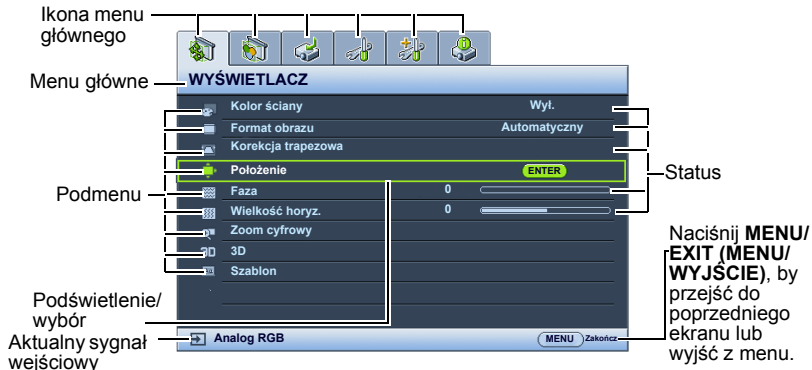 Ikona menu
głównego
Menu główne
WYŚWIETLACZ
Kolor ściany Wył.
Format obrazu Automatyczny
Korekcja trapezowa
Położenie ENTER
Faza 0
Wielkość horyz. 0
Zoom cyfrowy
3D 3D
Szablon
Podmenu
Status
Podświetlenie/
wybór
Aktualny sygnał
wejściowy
Analog RGB
MENU Zakończ
Naciśnij MENU/
EXIT (MENU/
WYJŚCIE), by
przejść do
poprzedniego
ekranu lub
wyjść z menu.